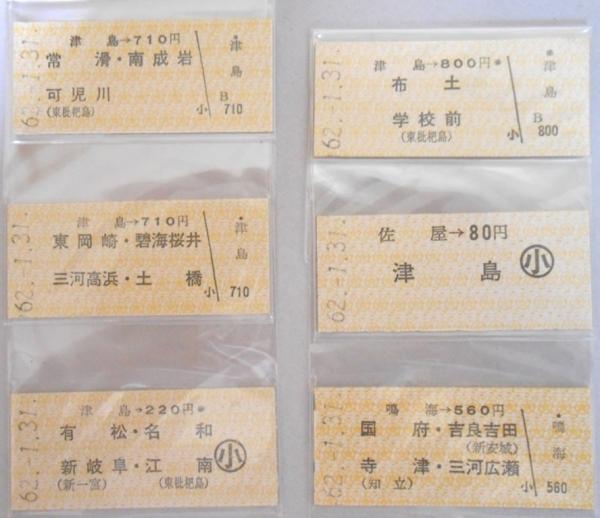 62.-1.31.
津島→710円
常滑・南成岩
可児川
(東枇杷島)
津島
B
小 710
62.-1.31.
津島→710円
東岡崎・碧海桜井
三河高浜・土橋
津島
小 710
62.-1.31.
津島→220円
有松・名和
新岐阜・江南
(新一宮) (東枇杷島)
小
62.-1.31.
津島→800円
布土
学校前
(東枇杷島)
津島
B
小 800
62.-1.31.
佐屋→80円
津島
小
62.-1.31.
鳴海→560円
国府・吉良吉田
(新安城)
寺津・三河広瀬
(知立)
鳴海
小 560